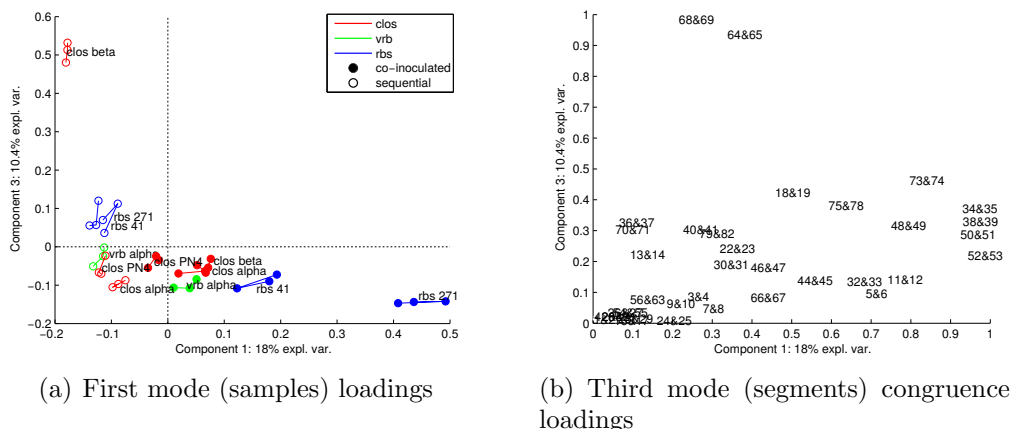 0.6
0.5
0.4
0.3
0.2
0.1
0
−0.1
−0.2
−0.2
−0.1
0
0.1
0.2
0.3
0.4
0.5
Component 3: 10.4% expl. var.
Component 1: 18% expl. var.
clos
vrb
rbs
co−inoculated
sequential
clos beta
rbs 271
rbs 41
vrb alpha
clos PN4
clos alpha
clos PN4
clos beta
clos alpha
vrb alpha
rbs 41
rbs 271
(a) First mode (samples) loadings
1
0.9
0.8
0.7
0.6
0.5
0.4
0.3
0.2
0.1
0
0
0.1
0.2
0.3
0.4
0.5
0.6
0.7
0.8
0.9
1
Component 3: 10.4% expl. var.
Component 1: 18% expl. var.
68&69
64&65
73&74
18&19
75&78
34&35
36&37
70&71
40&41
79&82
48&49
38&39
50&51
22&23
13&14
52&53
30&31
46&47
44&45
32&33
11&12
5&6
56&63
3&4
66&67
9&10
7&8
24&25
(b) Third mode (segments) congruence
loadings